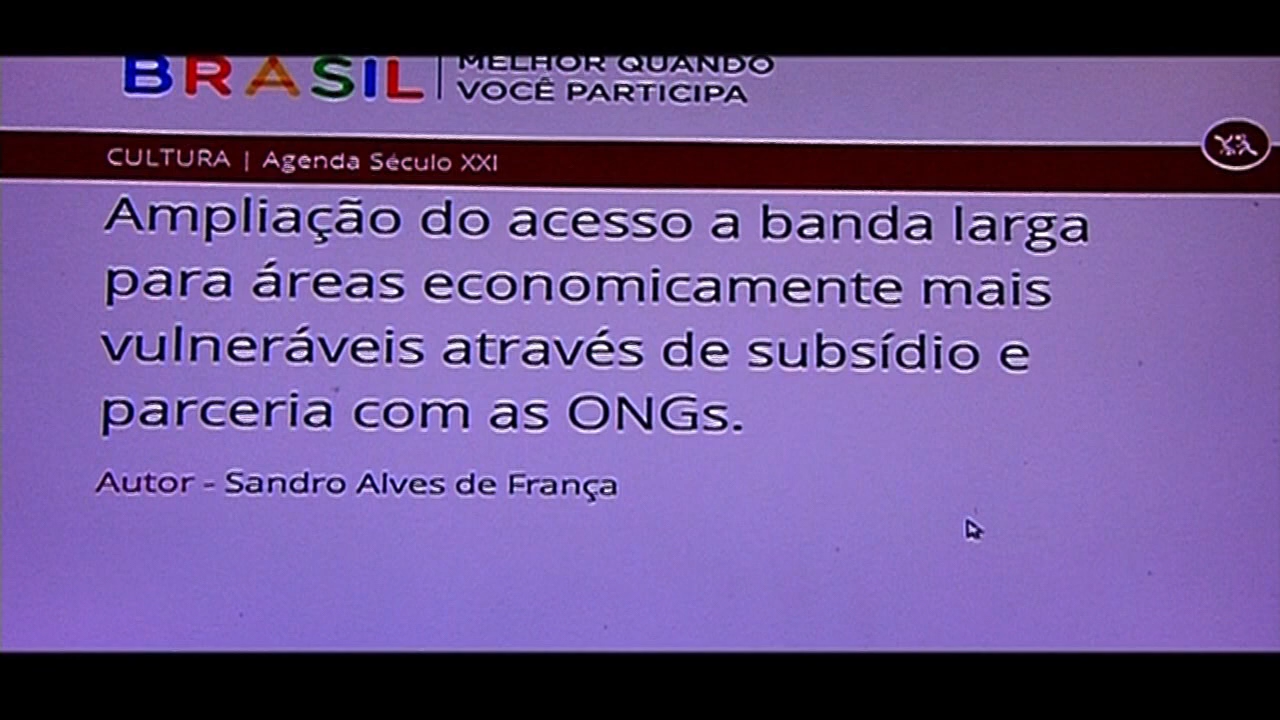 BRASIL
MELHOR QUANDO
VOCÊ PARTICIPA
CULTURA | Agenda Século XXI
Ampliação do acesso a banda larga
para áreas economicamente mais
vulneráveis através de subsídio e
parceria com as ONGs.
Autor - Sandro Alves de França